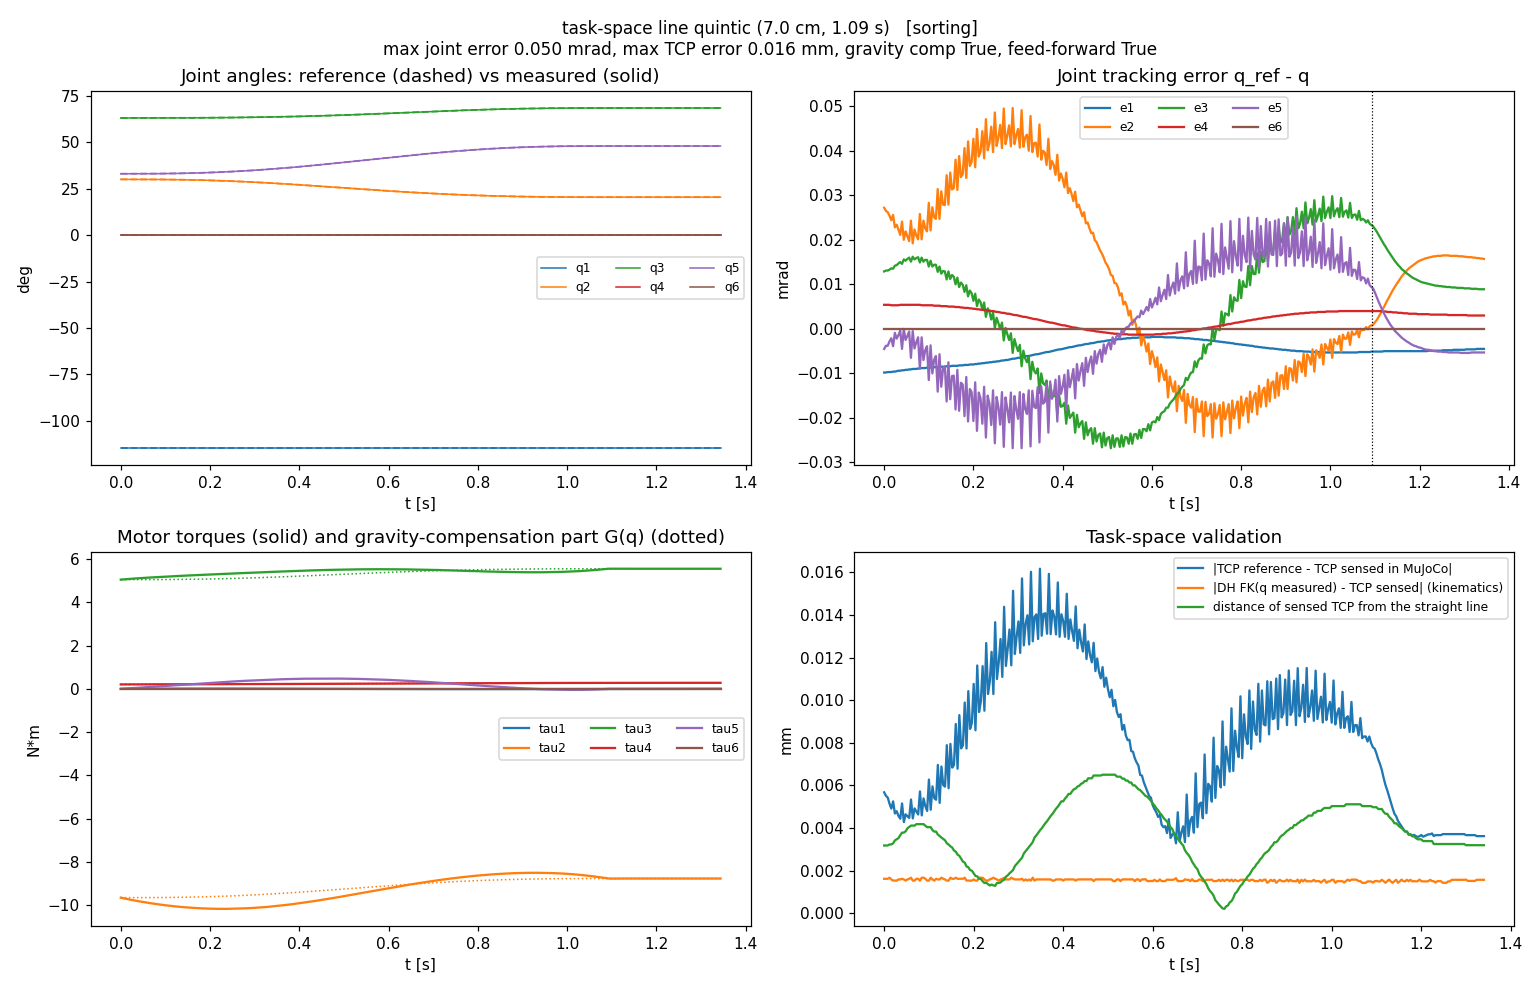 task-space line quintic (7.0 cm, 1.09 s)   [sorting]
max joint error 0.050 mrad, max TCP error 0.016 mm, gravity comp True, feed-forward True
Joint angles: reference (dashed) vs measured (solid)
75
50
25
0
−25
−50
−75
−100
deg
q1 q3 q5
q2 q4 q6
0.0 0.2 0.4 0.6 0.8 1.0 1.2 1.4
t [s]
Joint tracking error q_ref - q
0.05
0.04
0.03
0.02
0.01
0.00
−0.01
−0.02
−0.03
mrad
e1 e3 e5
e2 e4 e6
0.0 0.2 0.4 0.6 0.8 1.0 1.2 1.4
t [s]
Motor torques (solid) and gravity-compensation part G(q) (dotted)
6
4
2
0
−2
−4
−6
−8
−10
N*m
tau1 tau3 tau5
tau2 tau4 tau6
0.0 0.2 0.4 0.6 0.8 1.0 1.2 1.4
t [s]
Task-space validation
0.016
0.014
0.012
0.010
0.008
0.006
0.004
0.002
0.000
mm
|TCP reference - TCP sensed in MuJoCo|
|DH FK(q measured) - TCP sensed| (kinematics)
distance of sensed TCP from the straight line
0.0 0.2 0.4 0.6 0.8 1.0 1.2 1.4
t [s]